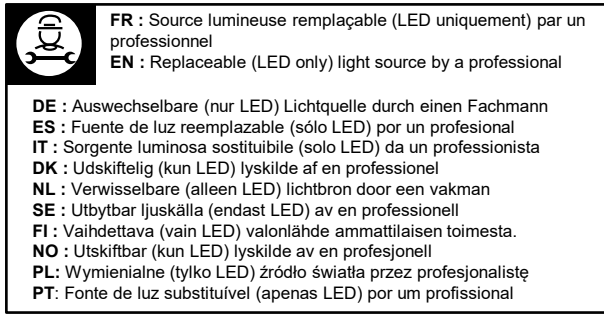 FR : Source lumineuse remplaçable (LED uniquement) par un
professionnel
EN : Replaceable (LED only) light source by a professional
DE : Auswechselbare (nur LED) Lichtquelle durch einen Fachmann
ES : Fuente de luz reemplazable (sólo LED) por un profesional
IT : Sorgente luminosa sostituibile (solo LED) da un professionista
DK : Udskiftelig (kun LED) lyskilde af en professionel
NL : Verwisselbare (alleen LED) lichtbron door een vakman
SE : Utbytbar ljuskälla (endast LED) av en professionell
FI : Vaihdettava (vain LED) valonlähde ammattilaisen toimesta.
NO : Utskiftbar (kun LED) lyskilde av en profesjonell
PL: Wymienialne (tylko LED) źródło światła przez profesjonalistę
PT: Fonte de luz substituível (apenas LED) por um profissional